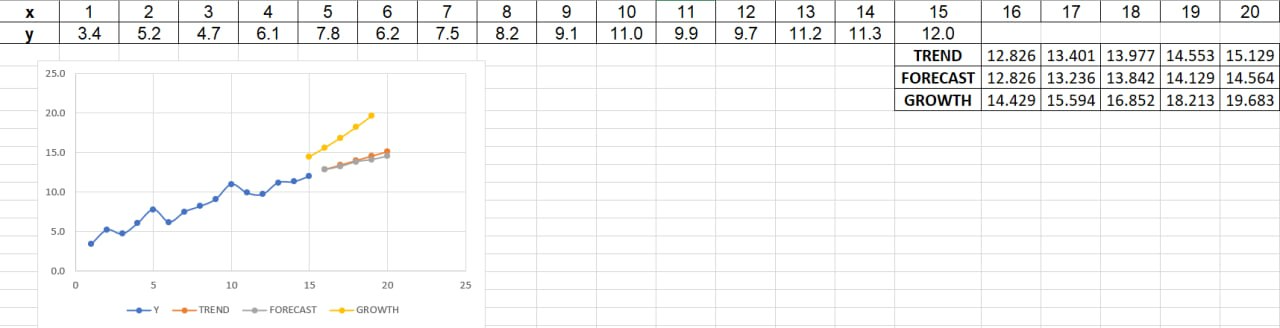 x 1 2 3 4 5 6 7 8 9 10 11 12 13 14 15 16 17 18 19 20
y 3.4 5.2 4.7 6.1 7.8 6.2 7.5 8.2 9.1 11.0 9.9 9.7 11.2 11.3 12.0
TREND 12.826 13.401 13.977 14.553 15.129
FORECAST 12.826 13.236 13.842 14.129 14.564
GROWTH 14.429 15.594 16.852 18.213 19.683
25.0
20.0
15.0
10.0
5.0
0.0
0 5 10 15 20 25
Y TREND FORECAST GROWTH